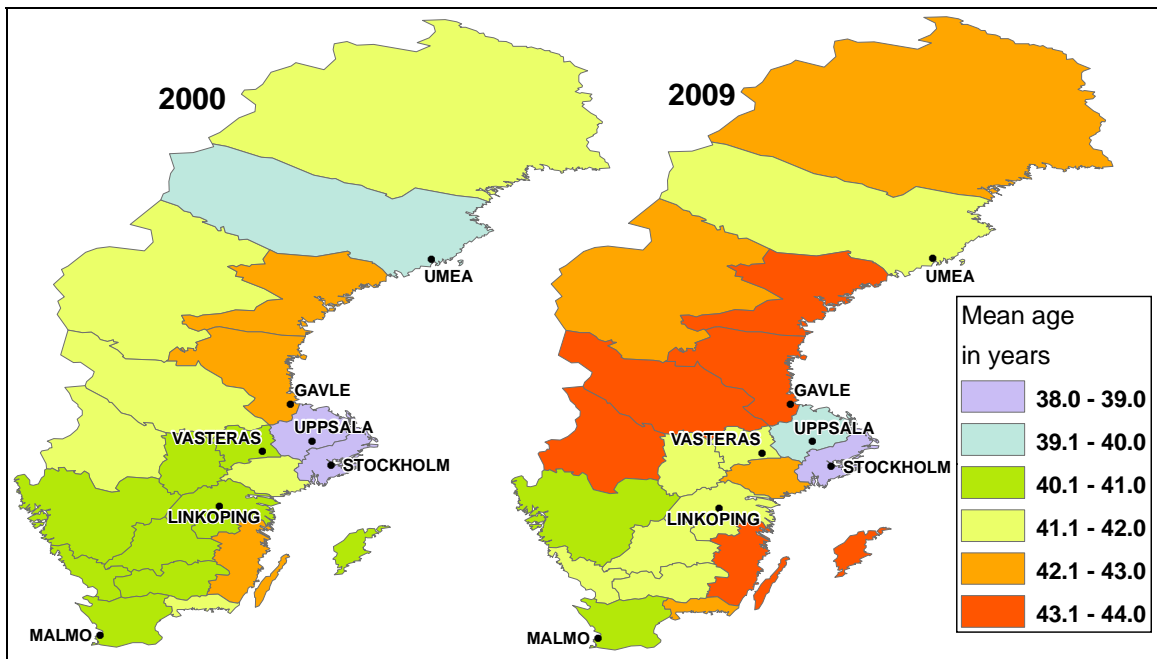 2000
UMEA
GAVLE
UPPSALA
VASTERAS
STOCKHOLM
LINKOPING
MALMO
2009
UMEA
GAVLE
UPPSALA
VASTERAS
STOCKHOLM
LINKOPING
MALMO
Mean age
in years
38.0 - 39.0
39.1 - 40.0
40.1 - 41.0
41.1 - 42.0
42.1 - 43.0
43.1 - 44.0